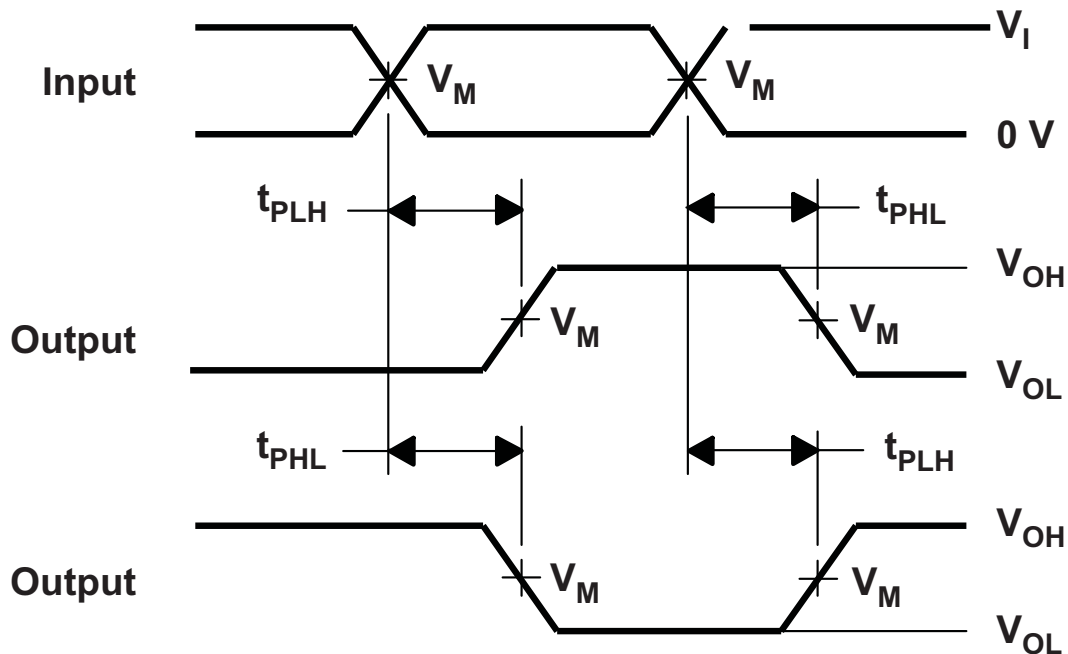 V_I
Input V_M V_M
0 V
t_PLH t_PHL
V_OH
Output V_M V_M
V_OL
t_PHL t_PLH
V_OH
Output V_M V_M
V_OL